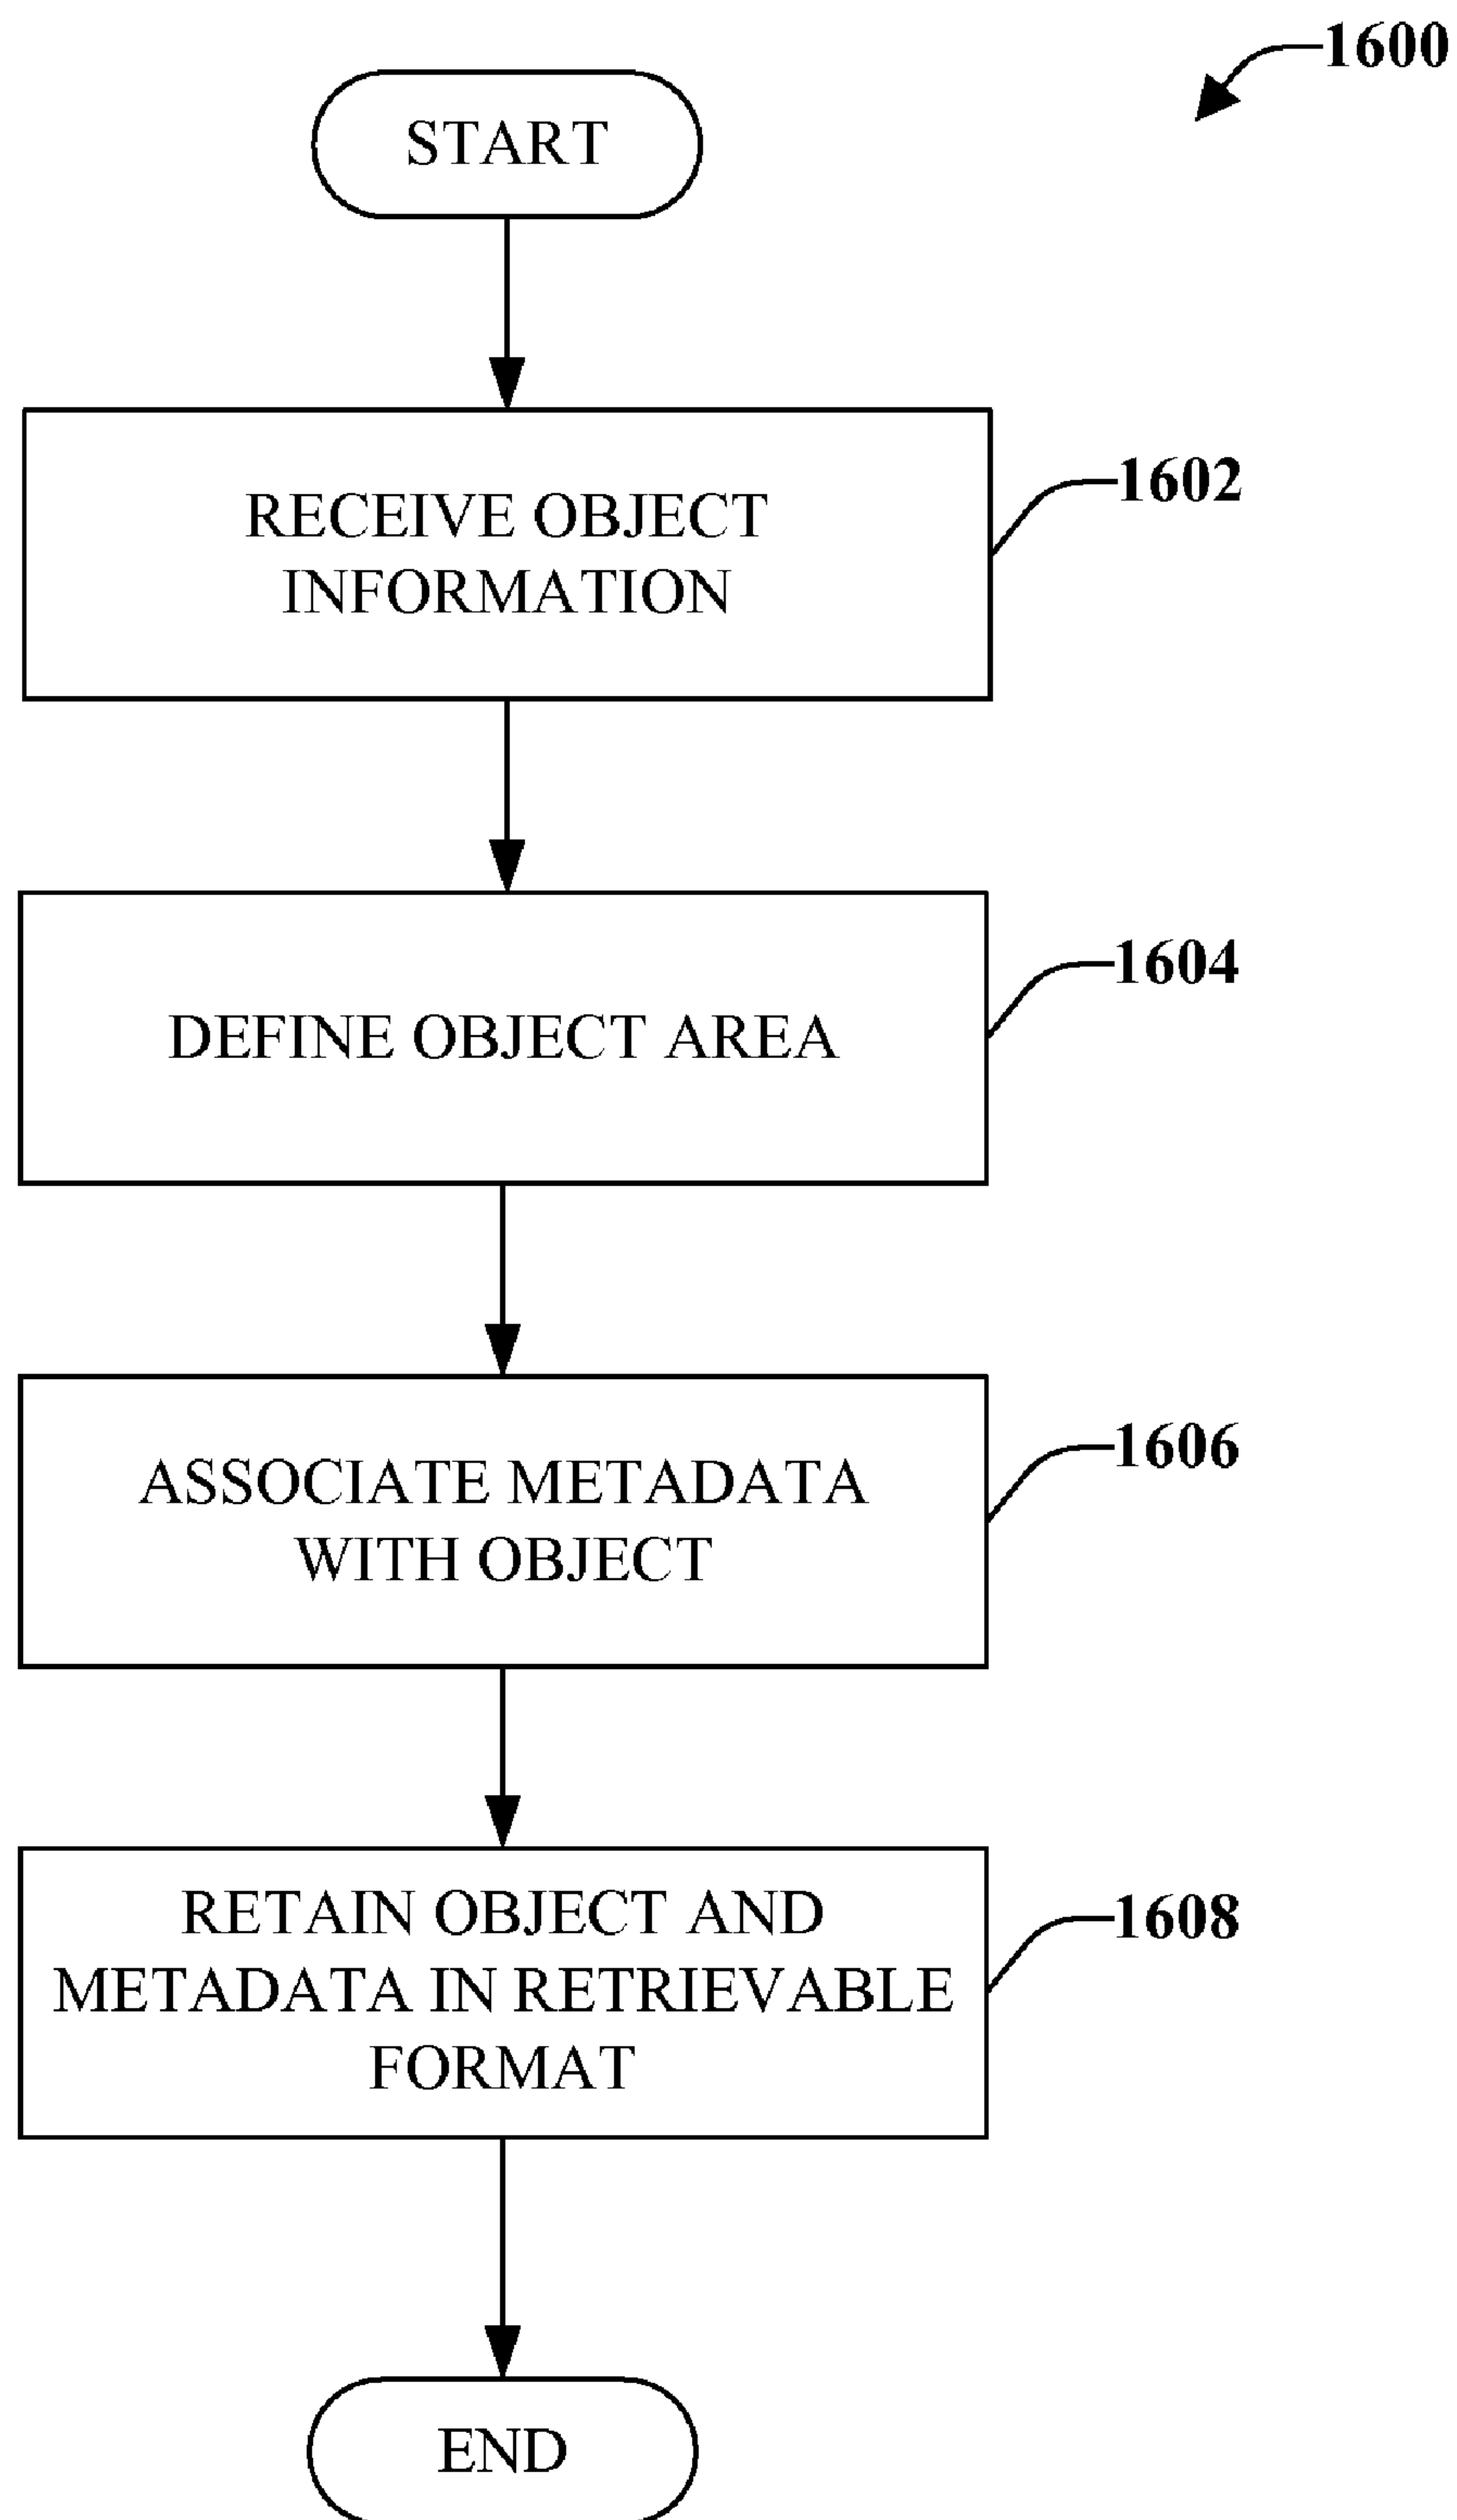 1600
START
RECEIVE OBJECT
INFORMATION
1602
DEFINE OBJECT AREA
1604
ASSOCIATE METADATA
WITH OBJECT
1606
RETAIN OBJECT AND
METADATA IN RETRIEVABLE
FORMAT
1608
END